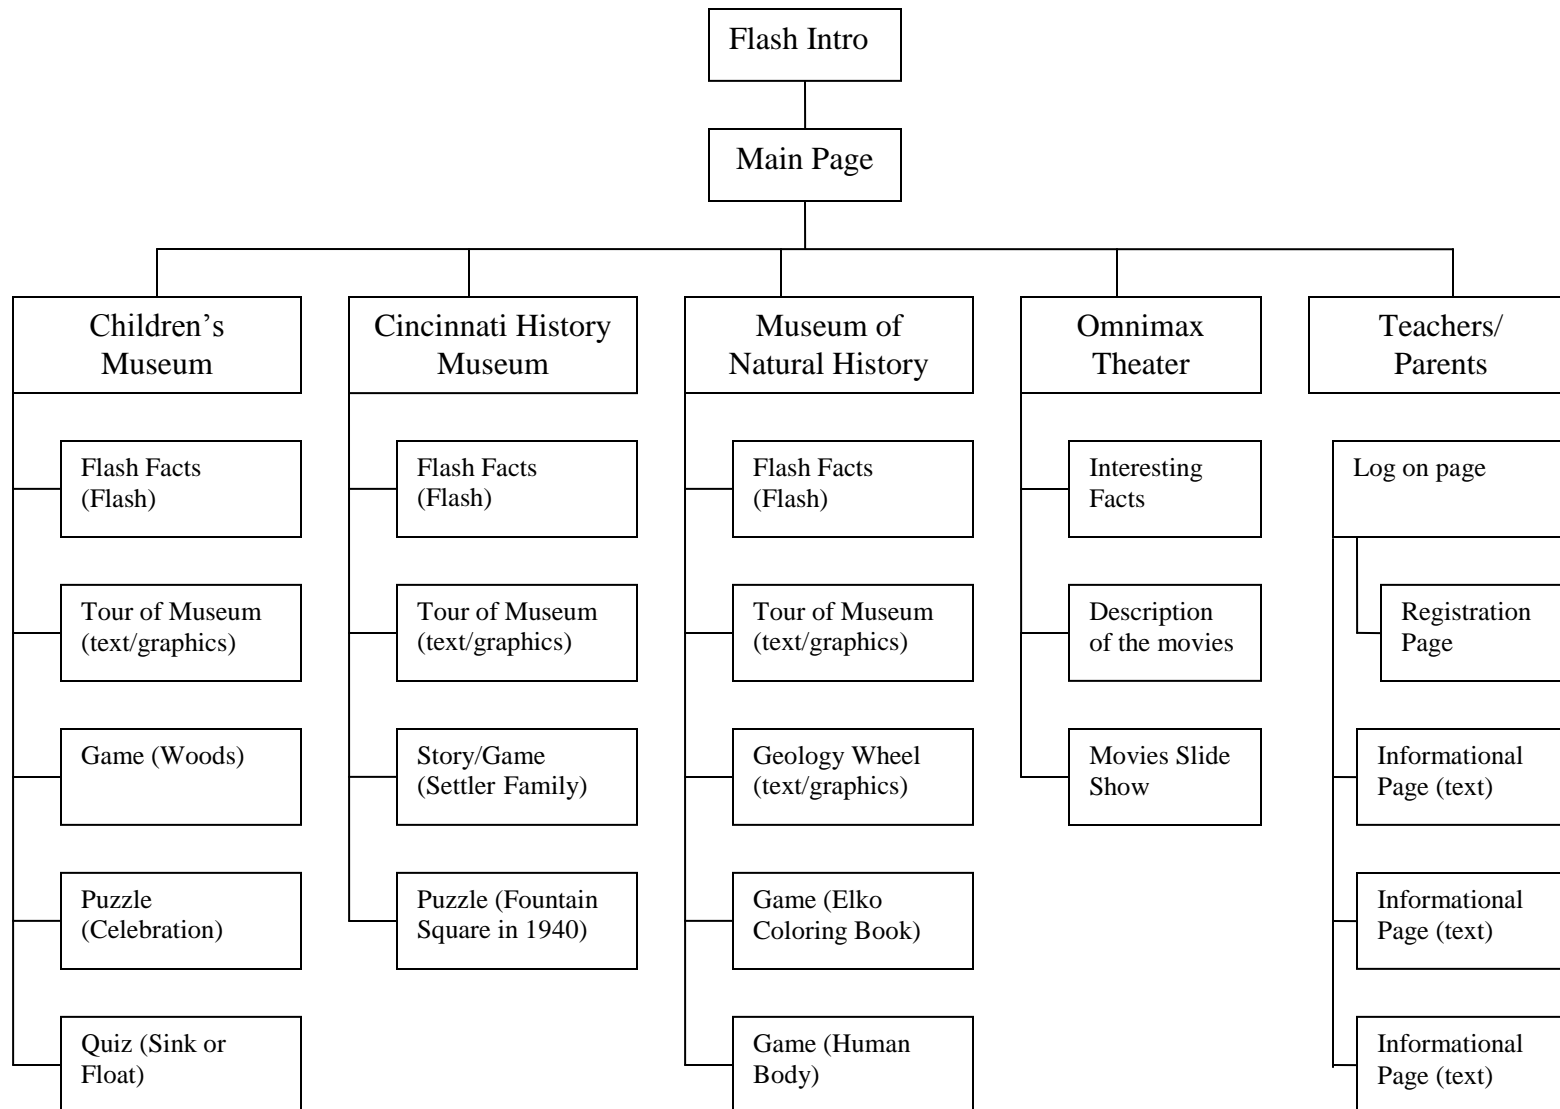 Flash Intro
Main Page
Children’s
Museum
Cincinnati History
Museum
Museum of
Natural History
Omnimax
Theater
Teachers/
Parents
Flash Facts
(Flash)
Tour of Museum
(text/graphics)
Game (Woods)
Puzzle
(Celebration)
Quiz (Sink or
Float)
Flash Facts
(Flash)
Tour of Museum
(text/graphics)
Story/Game
(Settler Family)
Puzzle (Fountain
Square in 1940)
Flash Facts
(Flash)
Tour of Museum
(text/graphics)
Geology Wheel
(text/graphics)
Game (Elko
Coloring Book)
Game (Human
Body)
Interesting
Facts
Description
of the movies
Movies Slide
Show
Log on page
Registration
Page
Informational
Page (text)
Informational
Page (text)
Informational
Page (text)